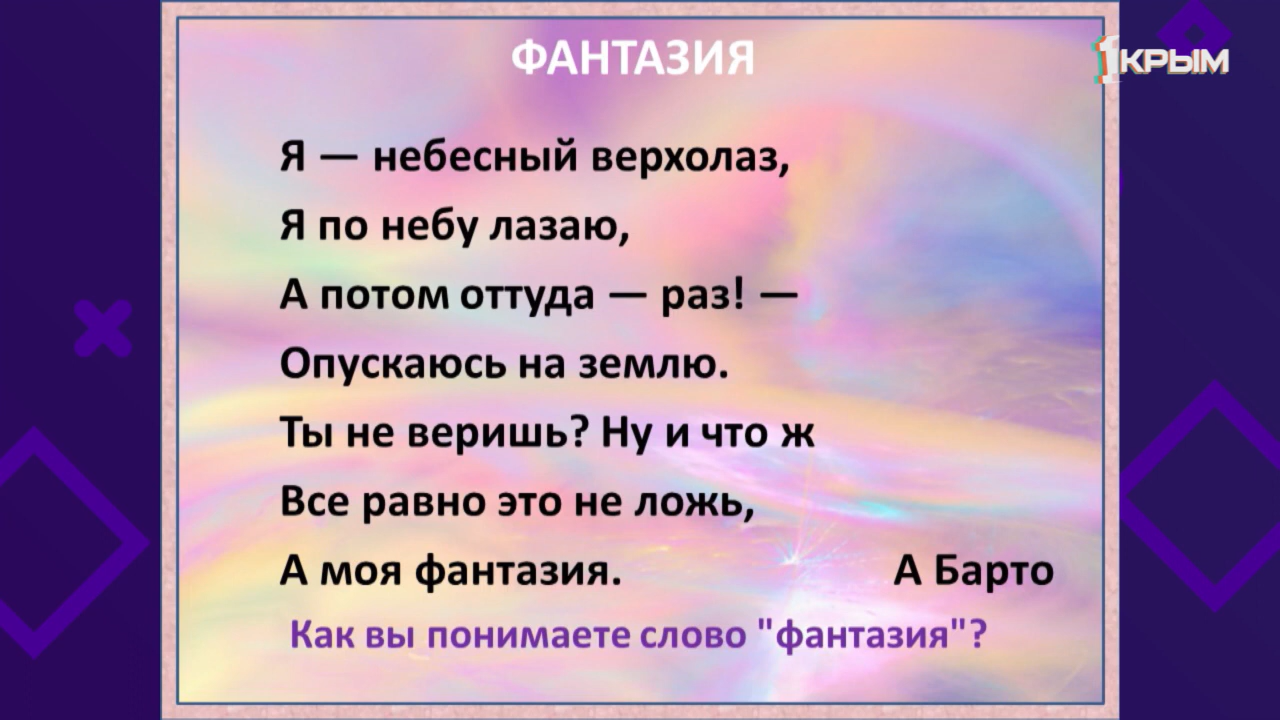 ФАНТАЗИЯ
1КРЫМ
Я — небесный верхолаз,
Я по небу лазаю,
А потом оттуда — раз! —
Опускаюсь на землю.
Ты не веришь? Ну и что ж
Все равно это не ложь,
А моя фантазия. А Барто
Как вы понимаете слово "фантазия"?